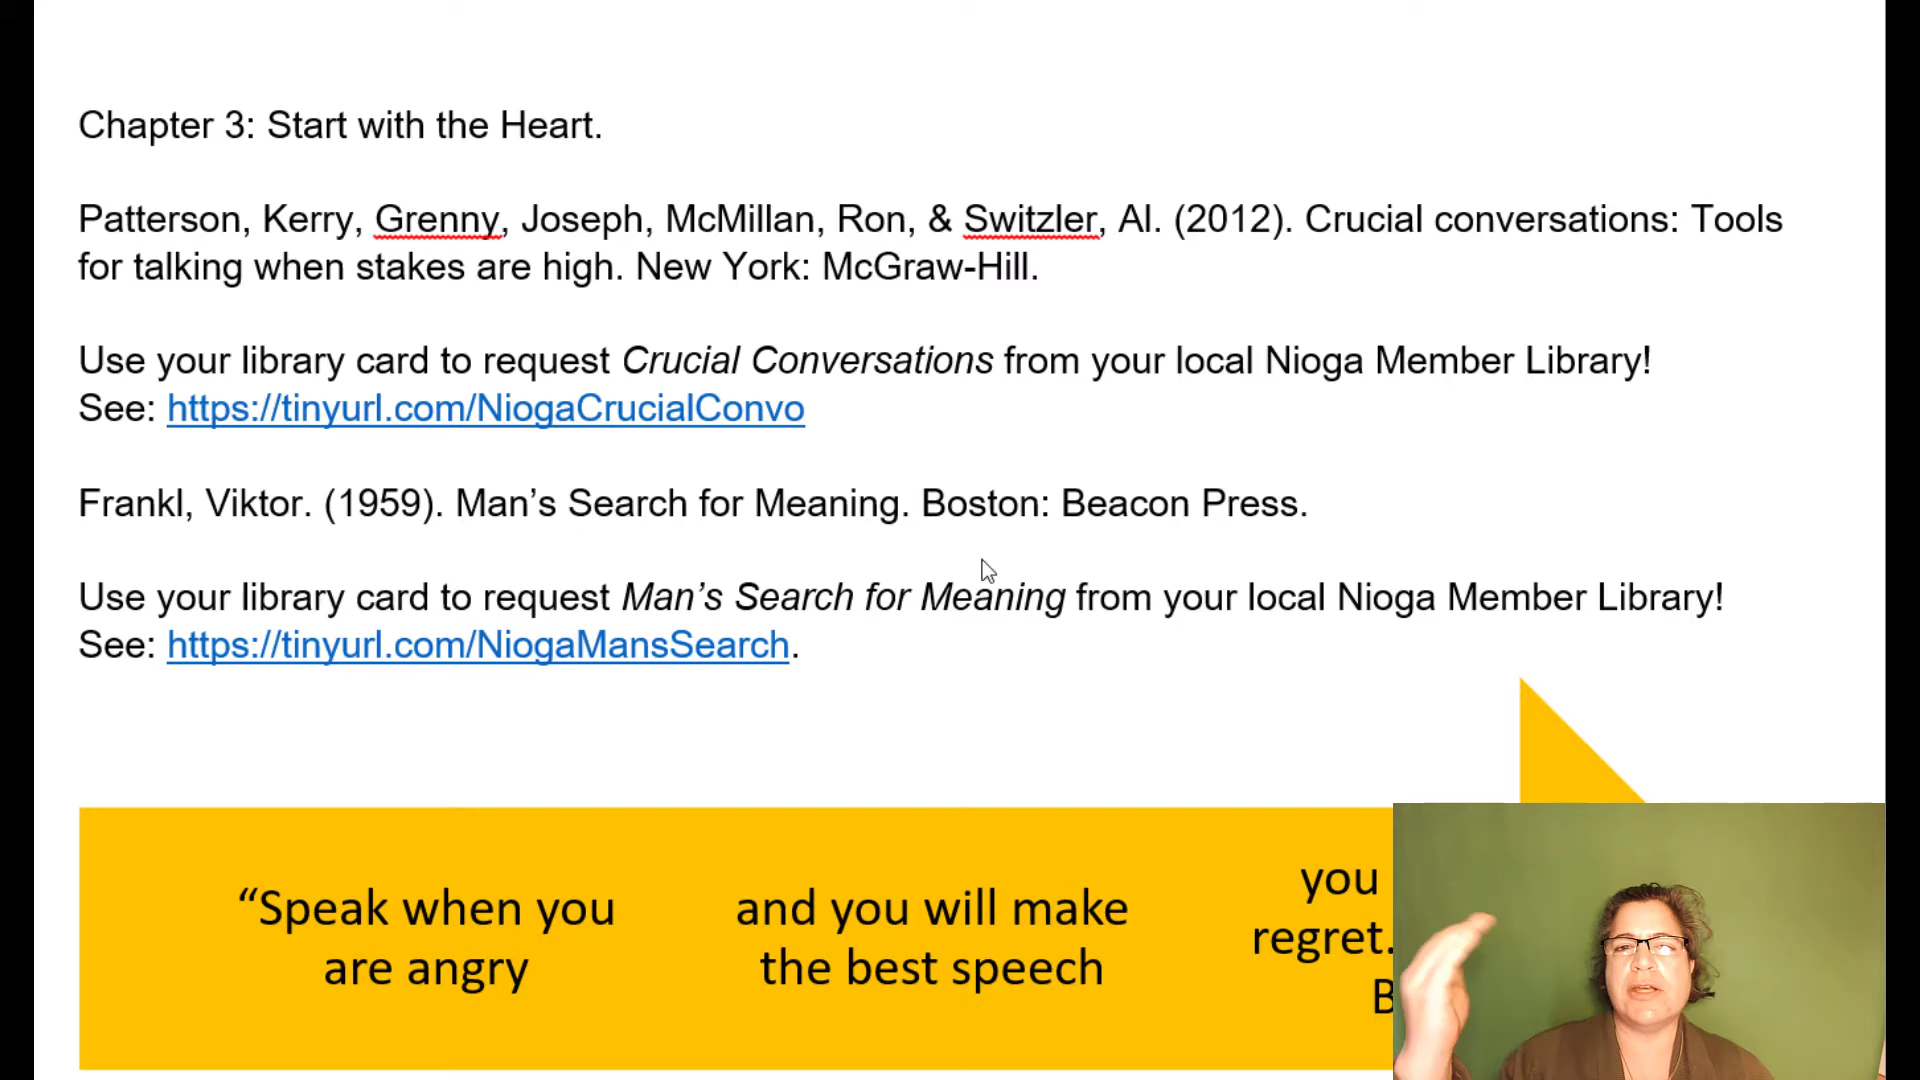 Chapter 3: Start with the Heart.
Patterson, Kerry, Grenny, Joseph, McMillan, Ron, & Switzler, Al. (2012). Crucial conversations: Tools
for talking when stakes are high. New York: McGraw-Hill.
Use your library card to request Crucial Conversations from your local Nioga Member Library!
See: https://tinyurl.com/NiogaCrucialConvo
Frankl, Viktor. (1959). Man’s Search for Meaning. Boston: Beacon Press.
Use your library card to request Man’s Search for Meaning from your local Nioga Member Library!
See: https://tinyurl.com/NiogaMansSearch.
“Speak when you
are angry
and you will make
the best speech
you
regret.
B